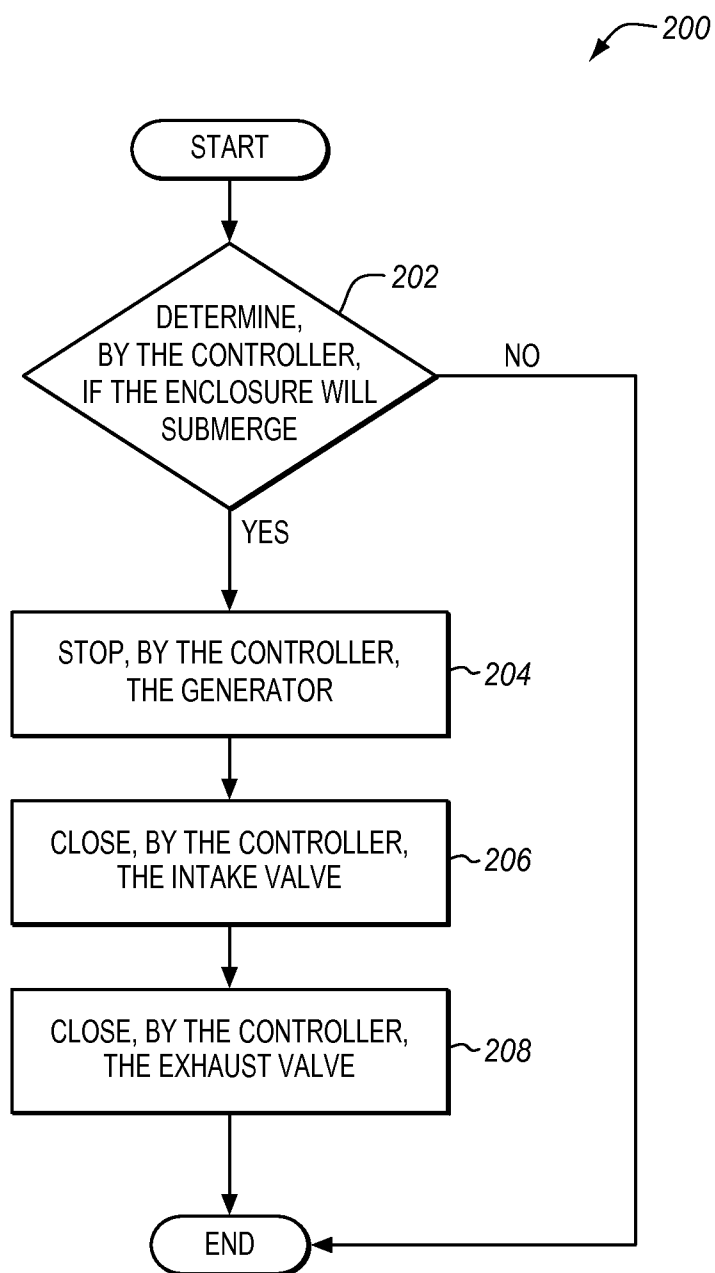 200
START
202
DETERMINE,
BY THE CONTROLLER,
IF THE ENCLOSURE WILL
SUBMERGE
NO
YES
STOP, BY THE CONTROLLER,
THE GENERATOR
204
CLOSE, BY THE CONTROLLER,
THE INTAKE VALVE
206
CLOSE, BY THE CONTROLLER,
THE EXHAUST VALVE
208
END